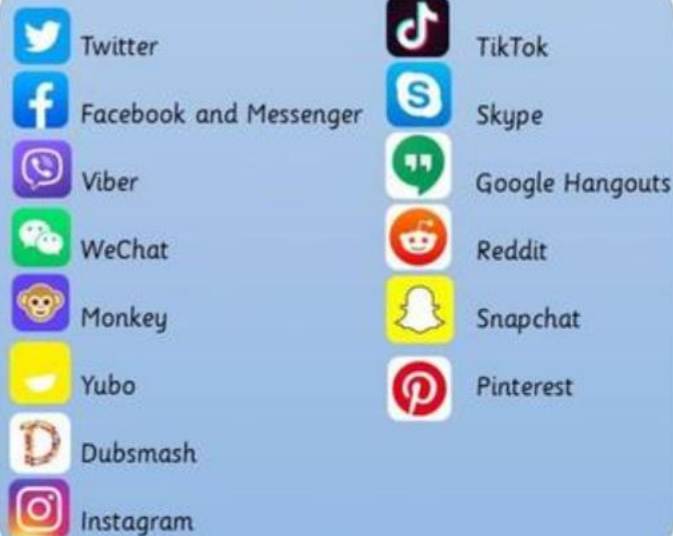 Twitter
Facebook and Messenger
Viber
WeChat
Monkey
Yubo
Dubsmash
Instagram
TikTok
Skype
Google Hangouts
Reddit
Snapchat
Pinterest